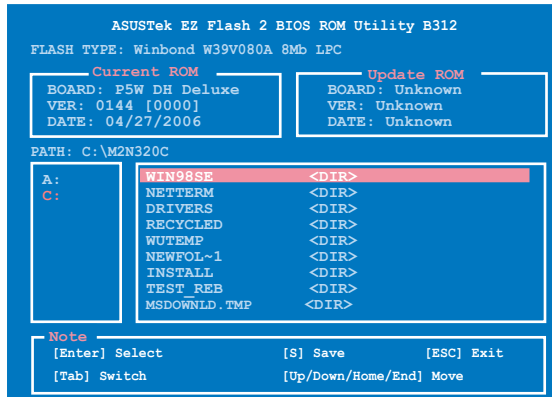 ASUSTek EZ Flash 2 BIOS ROM Utility B312
FLASH TYPE: Winbond W39V080A 8Mb LPC
Current ROM
BOARD: P5W DH Deluxe
VER: 0144 [0000]
DATE: 04/27/2006
Update ROM
BOARD: Unknown
VER: Unknown
DATE: Unknown
PATH: C:\M2N320C
A:
C:
WIN98SE <DIR>
NETTERM <DIR>
DRIVERS <DIR>
RECYCLED <DIR>
WUTEMP <DIR>
NEWFOL~1 <DIR>
INSTALL <DIR>
TEST_REB <DIR>
MSDOWNLD.TMP <DIR>
Note
[Enter] Select [S] Save [ESC] Exit
[Tab] Switch [Up/Down/Home/End] Move